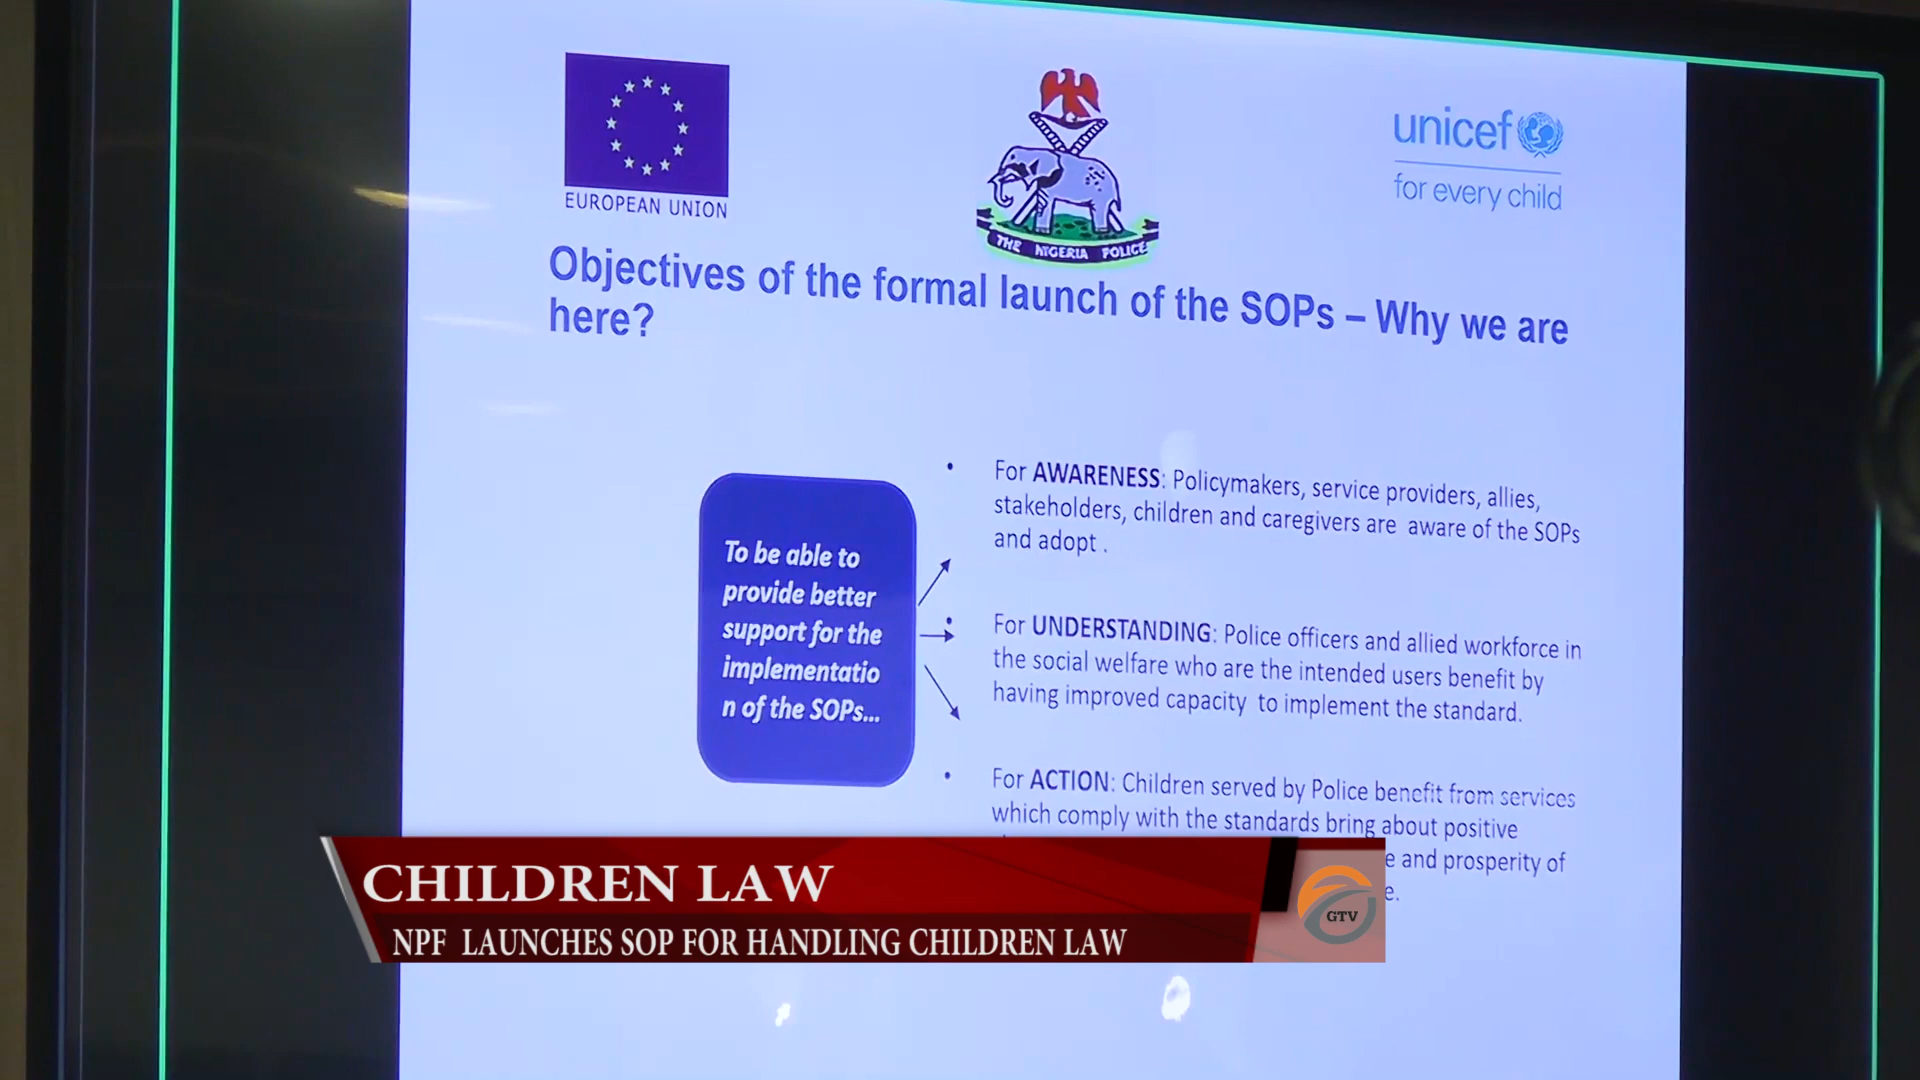 EUROPEAN UNION
THE NIGERIA POLICE
unicef
for every child
Objectives of the formal launch of the SOPs – Why we are
here?
To be able to
provide better
support for the
implementatio
n of the SOPs...
• For AWARENESS: Policymakers, service providers, allies,
stakeholders, children and caregivers are aware of the SOPs
and adopt .
• For UNDERSTANDING: Police officers and allied workforce in
the social welfare who are the intended users benefit by
having improved capacity to implement the standard.
• For ACTION: Children served by Police benefit from services
which comply with the standards bring about positive
and prosperity of
CHILDREN LAW
NPF LAUNCHES SOP FOR HANDLING CHILDREN LAW
GTV